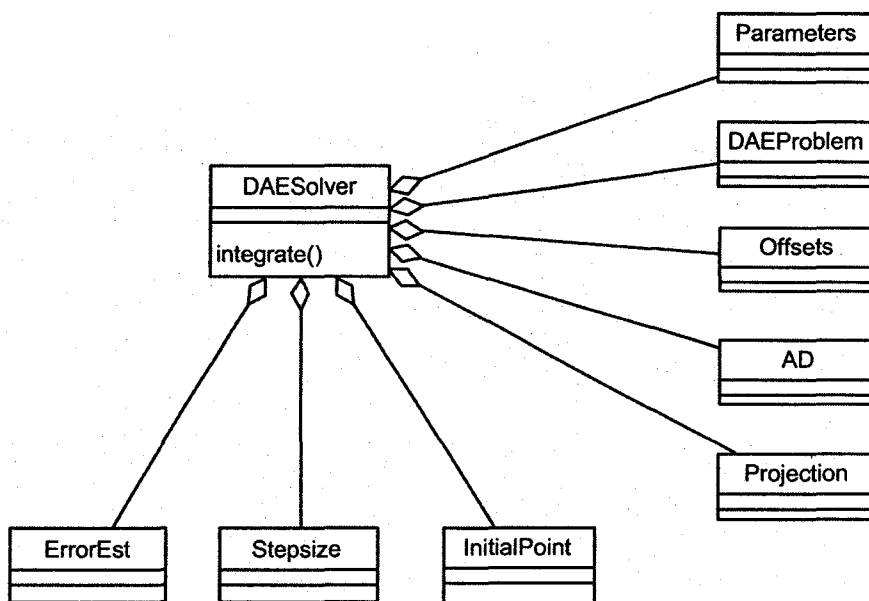 Parameters
DAEProblem
DAESolver
integrate()
Offsets
AD
Projection
ErrorEst
Stepsize
InitialPoint